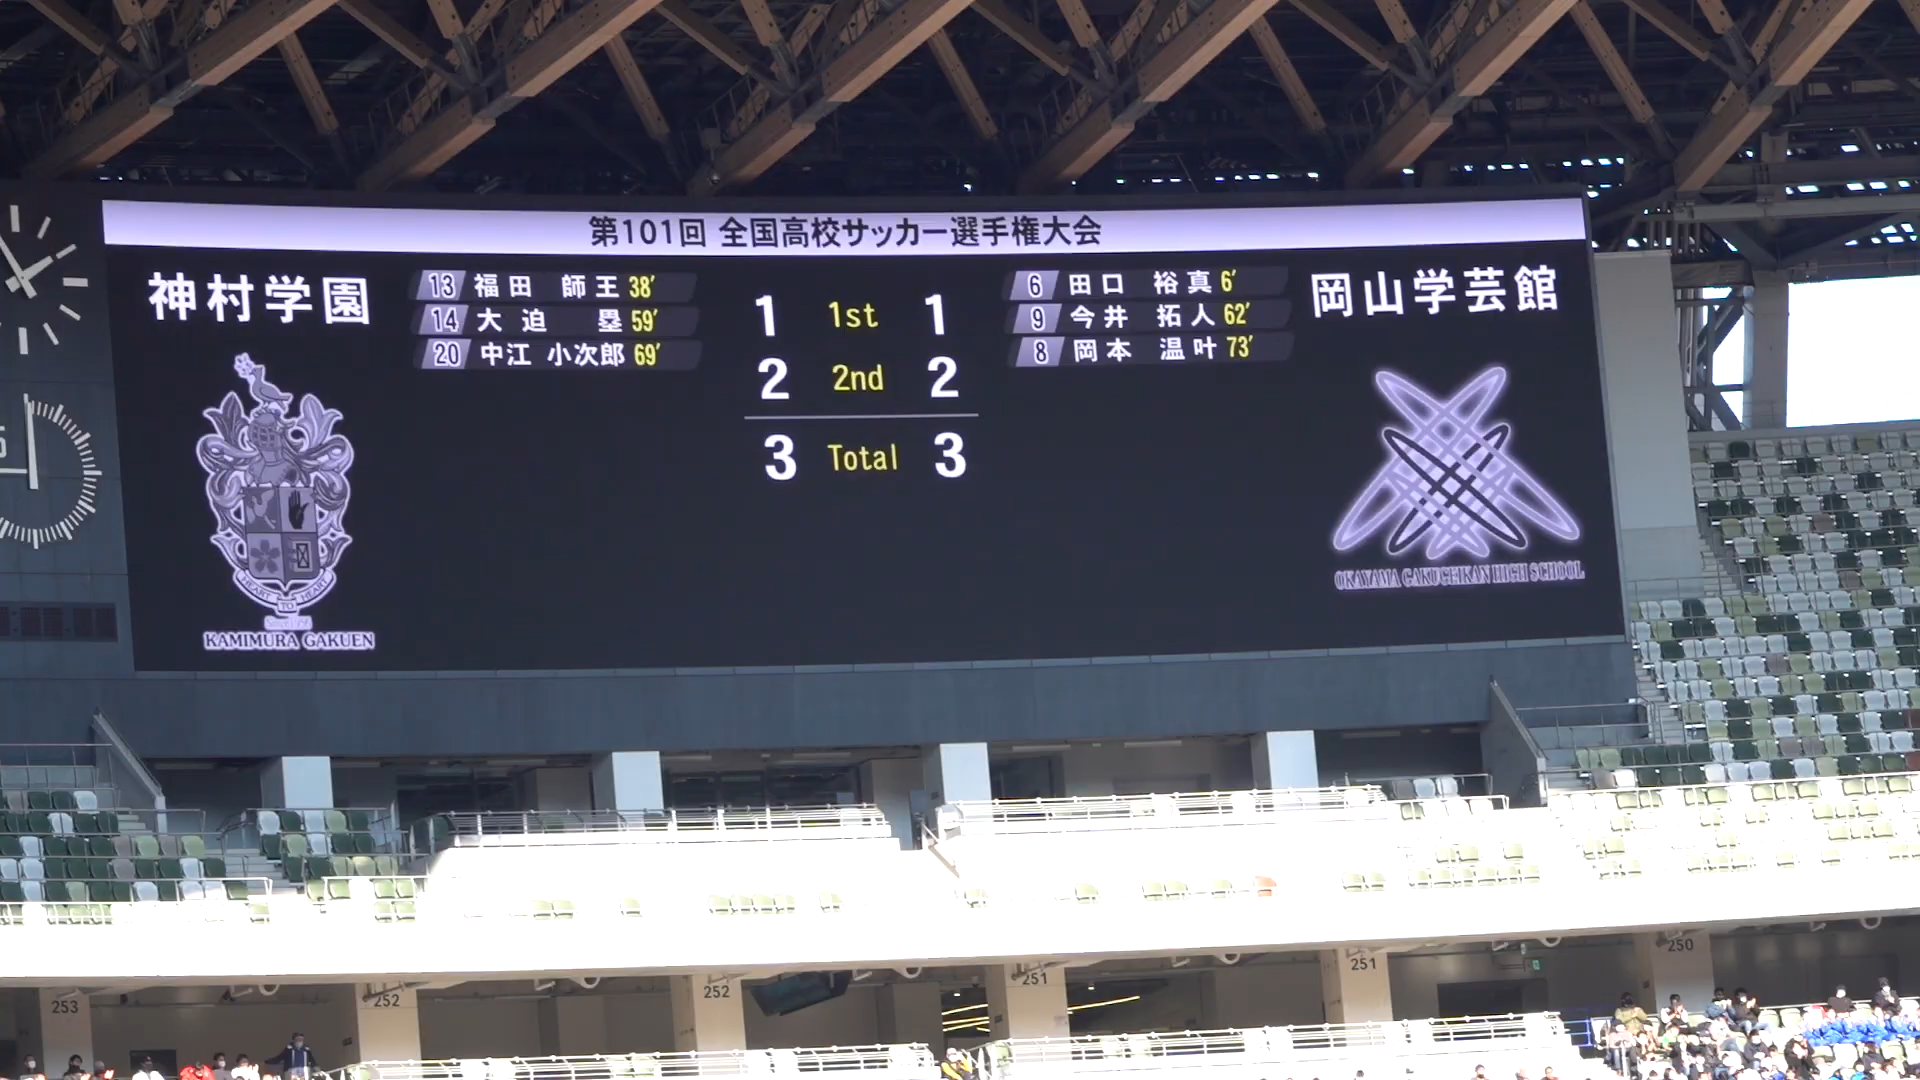 第101回 全国高校サッカー選手権大会
神村学園
13 福田 師王 38′
14 大迫 塁 59′
20 中江 小次郎 69′
1 1st 1
2 2nd 2
3 Total 3
6 田口 裕真 6′
9 今井 拓人 62′
8 岡本 温叶 73′
岡山学芸館
HEART TO HEART
KAMIMURA GAKUEN
OKAYAMA GAKUGEIKAN HIGH SCHOOL
253
252
252
251
251
250